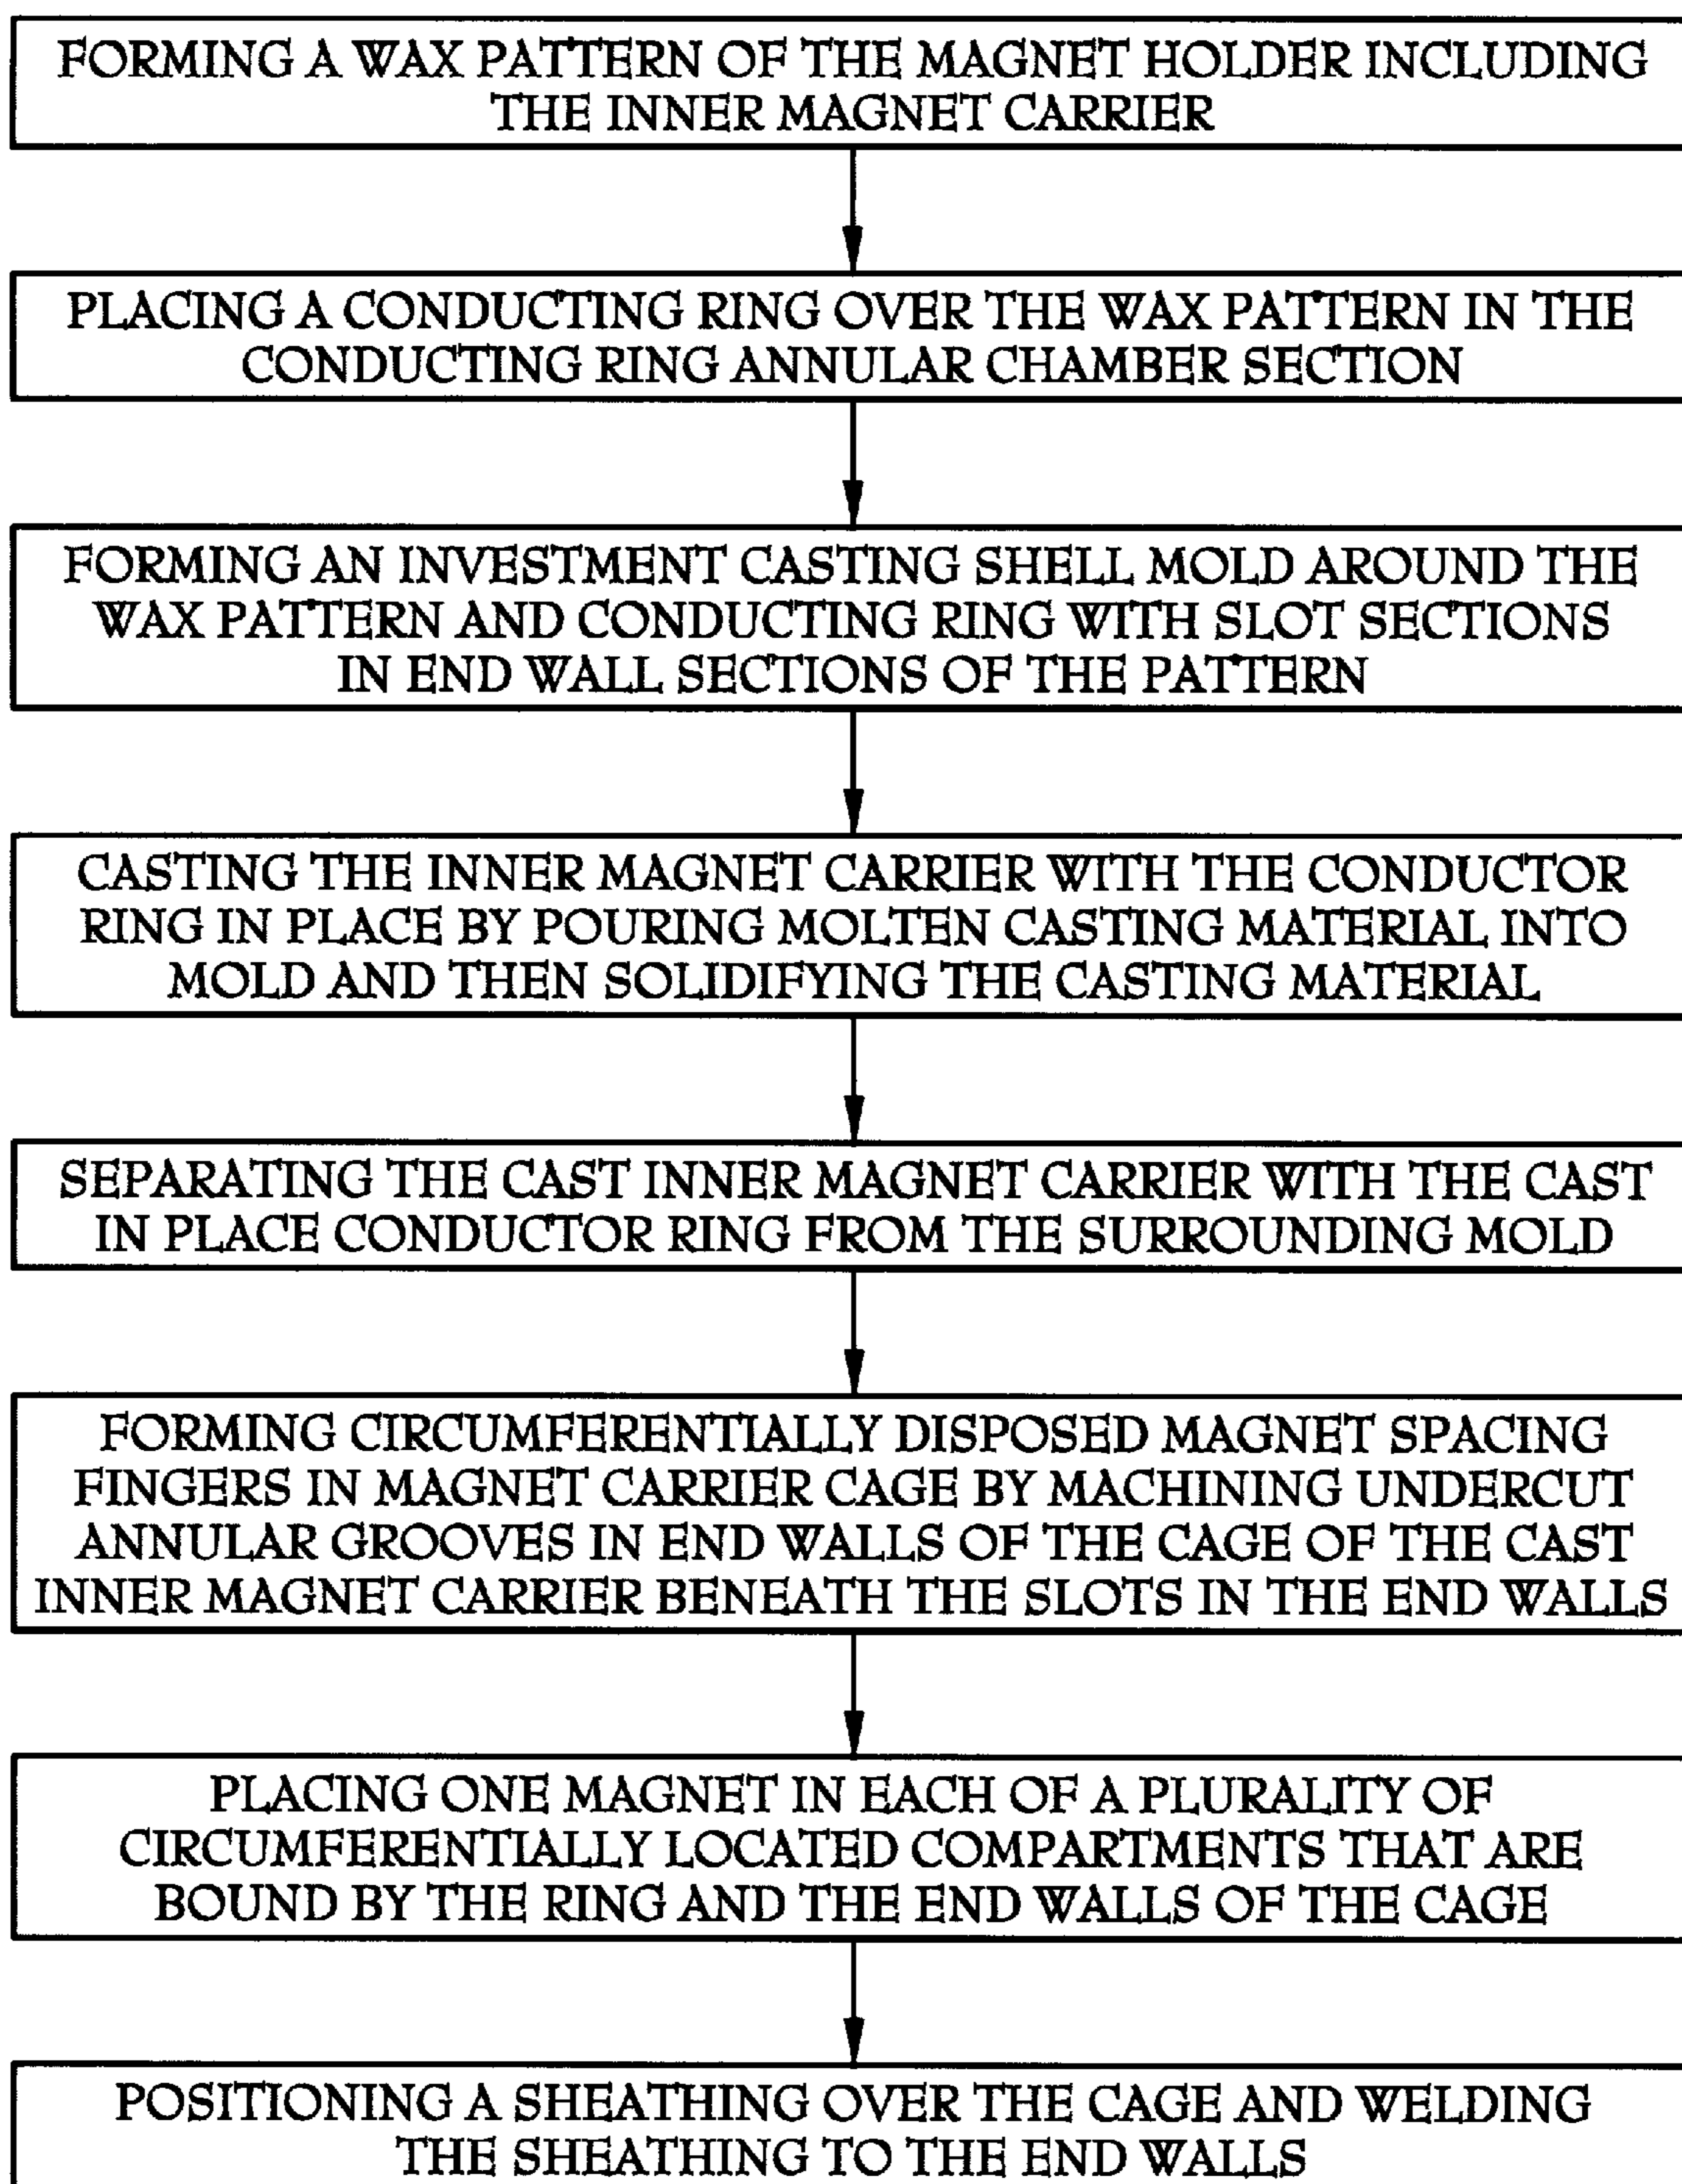 FORMING A WAX PATTERN OF THE MAGNET HOLDER INCLUDING
THE INNER MAGNET CARRIER
PLACING A CONDUCTING RING OVER THE WAX PATTERN IN THE
CONDUCTING RING ANNULAR CHAMBER SECTION
FORMING AN INVESTMENT CASTING SHELL MOLD AROUND THE
WAX PATTERN AND CONDUCTING RING WITH SLOT SECTIONS
IN END WALL SECTIONS OF THE PATTERN
CASTING THE INNER MAGNET CARRIER WITH THE CONDUCTOR
RING IN PLACE BY POURING MOLTEN CASTING MATERIAL INTO
MOLD AND THEN SOLIDIFYING THE CASTING MATERIAL
SEPARATING THE CAST INNER MAGNET CARRIER WITH THE CAST
IN PLACE CONDUCTOR RING FROM THE SURROUNDING MOLD
FORMING CIRCUMFERENTIALLY DISPOSED MAGNET SPACING
FINGERS IN MAGNET CARRIER CAGE BY MACHINING UNDERCUT
ANNULAR GROOVES IN END WALLS OF THE CAGE OF THE CAST
INNER MAGNET CARRIER BENEATH THE SLOTS IN THE END WALLS
PLACING ONE MAGNET IN EACH OF A PLURALITY OF
CIRCUMFERENTIALLY LOCATED COMPARTMENTS THAT ARE
BOUND BY THE RING AND THE END WALLS OF THE CAGE
POSITIONING A SHEATHING OVER THE CAGE AND WELDING
THE SHEATHING TO THE END WALLS